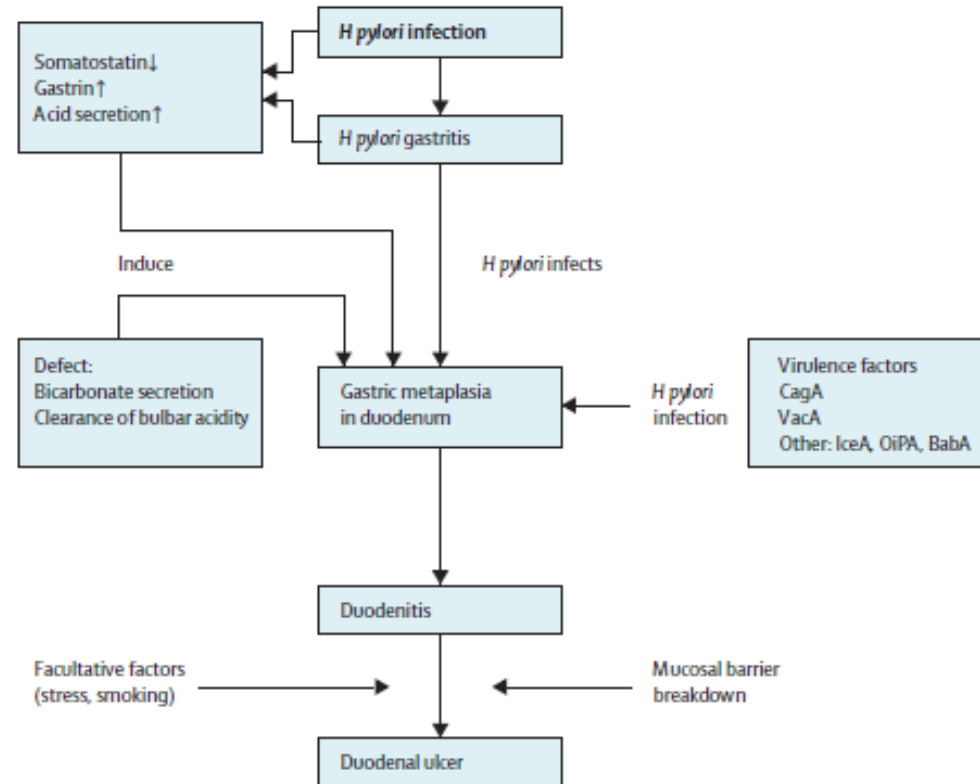 H pylori infection
Somatostatin↓
Gastrin↑
Acid secretion↑
H pylori gastritis
Induce
H pylori infects
Defect:
Bicarbonate secretion
Clearance of bulbar acidity
Gastric metaplasia
in duodenum
H pylori
infection
Virulence factors
CagA
VacA
Other: IceA, OiPA, BabA
Duodenitis
Facultative factors
(stress, smoking)
Mucosal barrier
breakdown
Duodenal ulcer